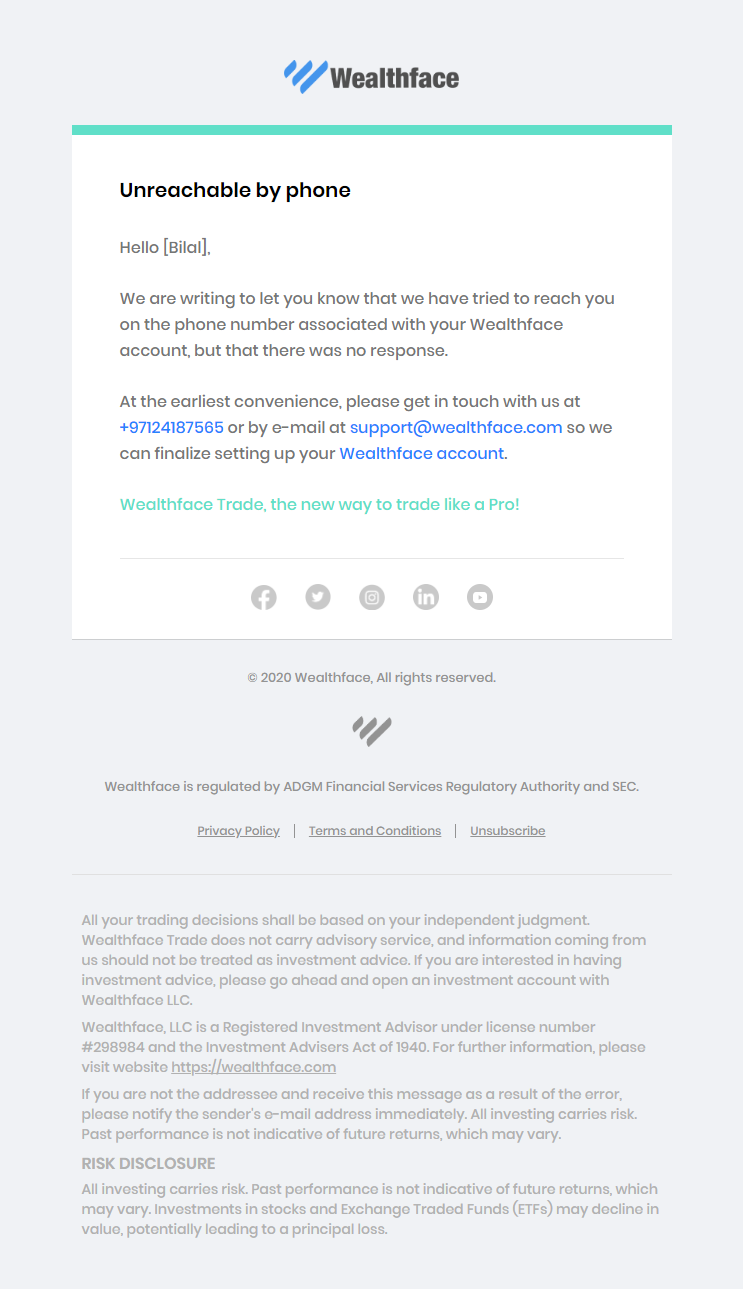 Wealthface
Unreachable by phone
Hello [Bilal],
We are writing to let you know that we have tried to reach you
on the phone number associated with your Wealthface
account, but that there was no response.
At the earliest convenience, please get in touch with us at
+97124187565 or by e-mail at support@wealthface.com so we
can finalize setting up your Wealthface account.
Wealthface Trade, the new way to trade like a Pro!
© 2020 Wealthface, All rights reserved.
Wealthface is regulated by ADGM Financial Services Regulatory Authority and SEC.
Privacy Policy | Terms and Conditions | Unsubscribe
All your trading decisions shall be based on your independent judgment.
Wealthface Trade does not carry advisory service, and information coming from
us should not be treated as investment advice. If you are interested in having
investment advice, please go ahead and open an investment account with
Wealthface LLC.
Wealthface, LLC is a Registered Investment Advisor under license number
#298984 and the Investment Advisers Act of 1940. For further information, please
visit website https://wealthface.com
If you are not the addressee and receive this message as a result of the error,
please notify the sender's e-mail address immediately. All investing carries risk.
Past performance is not indicative of future returns, which may vary.
RISK DISCLOSURE
All investing carries risk. Past performance is not indicative of future returns, which
may vary. Investments in stocks and Exchange Traded Funds (ETFs) may decline in
value, potentially leading to a principal loss.